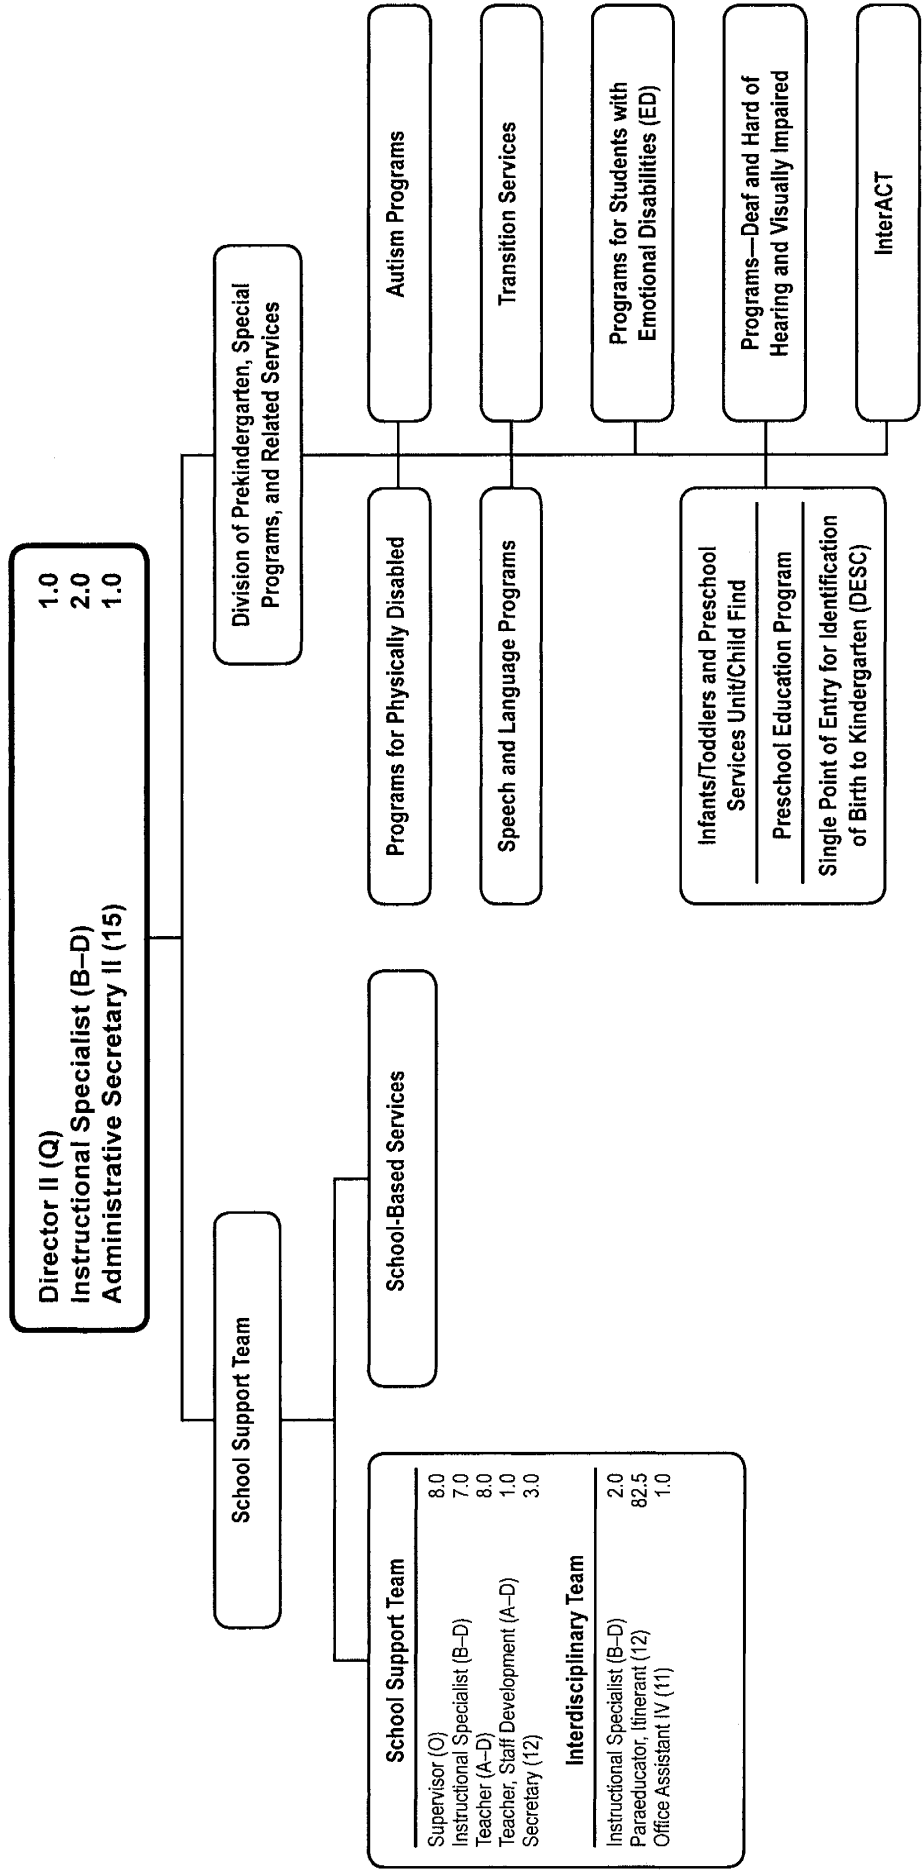 Director II (Q) 1.0
Instructional Specialist (B–D) 2.0
Administrative Secretary II (15) 1.0
School Support Team
Division of Prekindergarten, Special
Programs, and Related Services
School Support Team
Supervisor (O) 8.0
Instructional Specialist (B–D) 7.0
Teacher (A–D) 8.0
Teacher, Staff Development (A–D) 1.0
Secretary (12) 3.0
Interdisciplinary Team
Instructional Specialist (B–D) 2.0
Paraeducator, Itinerant (12) 82.5
Office Assistant IV (11) 1.0
School-Based Services
Programs for Physically Disabled
Speech and Language Programs
Infants/Toddlers and Preschool
Services Unit/Child Find
Preschool Education Program
Single Point of Entry for Identification
of Birth to Kindergarten (DESC)
Autism Programs
Transition Services
Programs for Students with
Emotional Disabilities (ED)
Programs—Deaf and Hard of
Hearing and Visually Impaired
InterACT